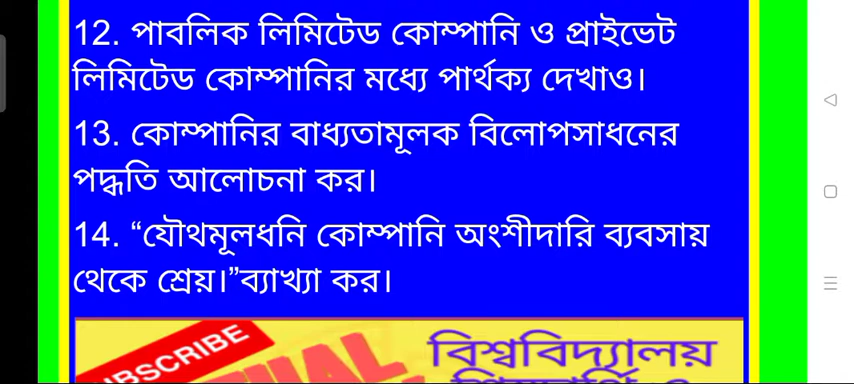 12. পাবলিক লিমিটেড কোম্পানি ও প্রাইভেট
লিমিটেড কোম্পানির মধ্যে পার্থক্য দেখাও।
13. কোম্পানির বাধ্যতামূলক বিলোপসাধনের
পদ্ধতি আলোচনা কর।
14. “যৌথমূলধনি কোম্পানি অংশীদারি ব্যবসায়
থেকে শ্রেয়।”ব্যাখ্যা কর।
বিশ্ববিদ্যালয়